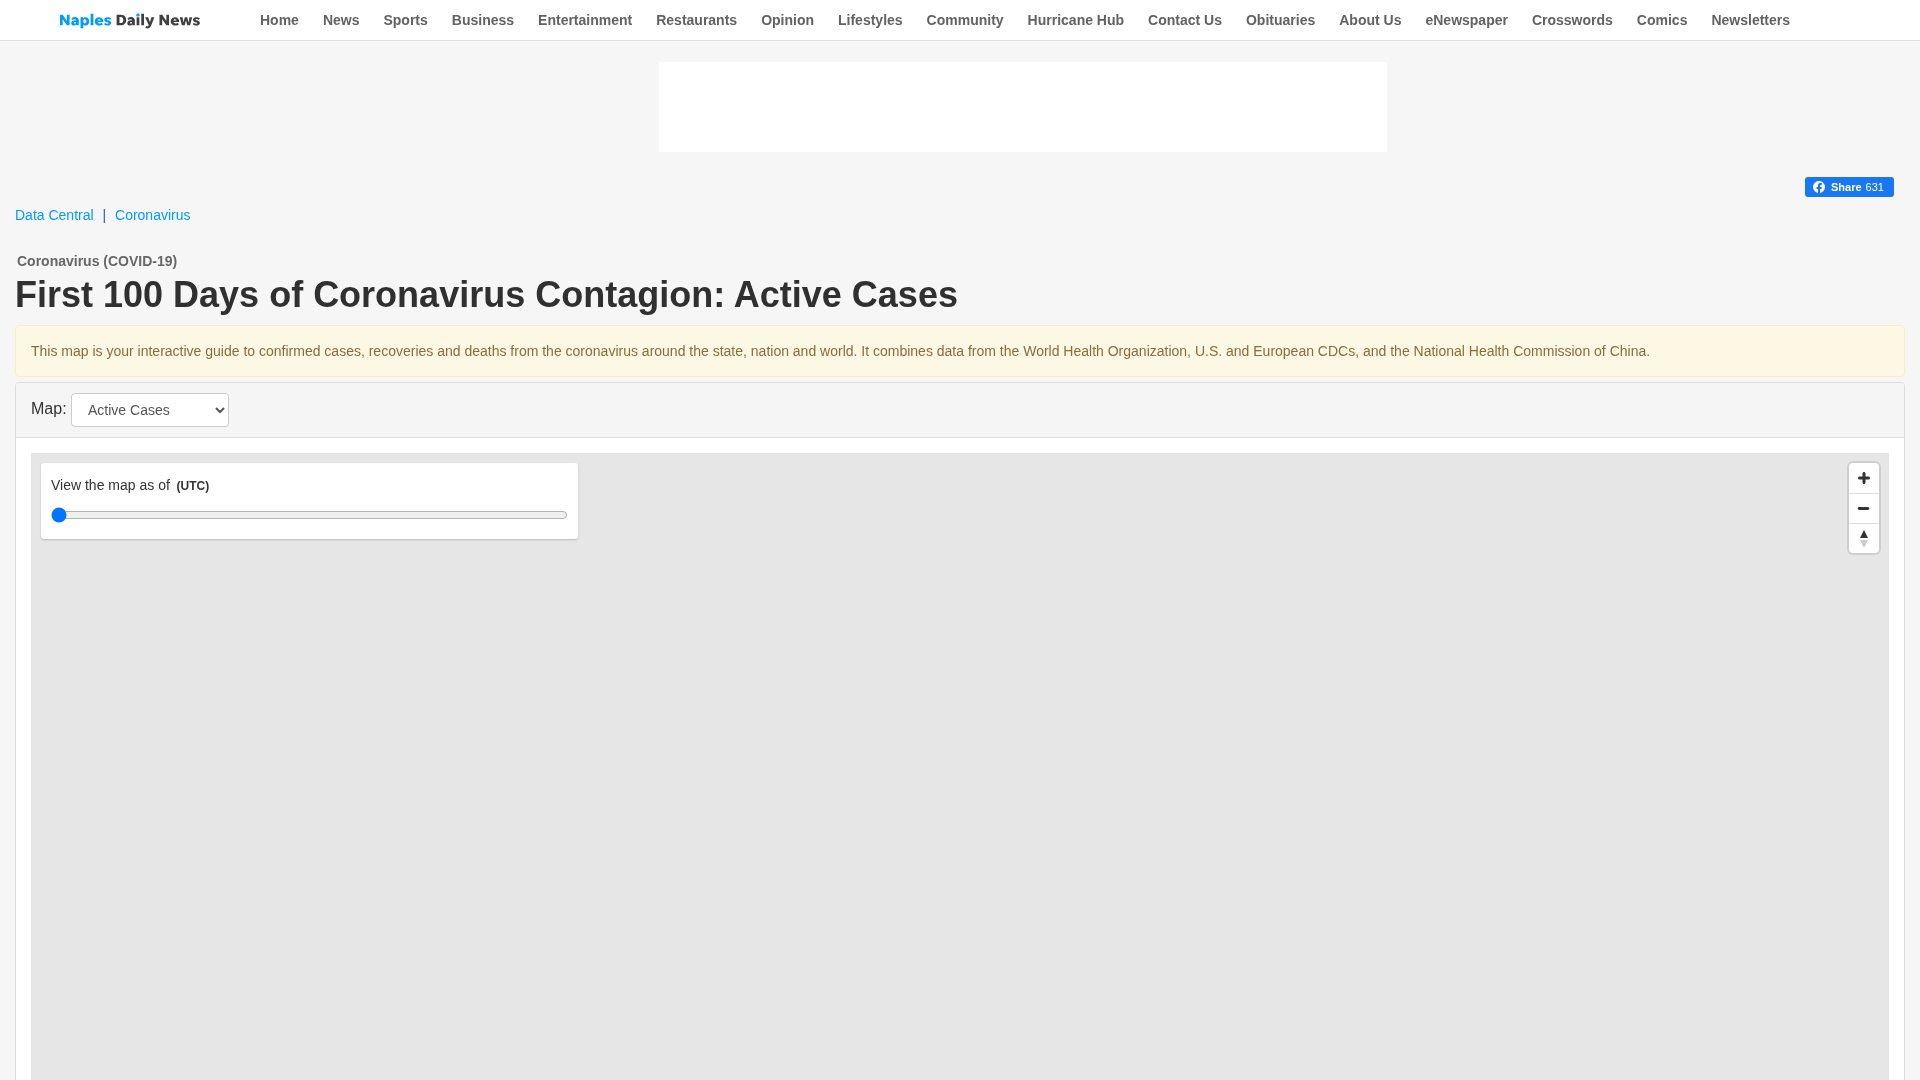 Naples Daily News Home News Sports Business Entertainment Restaurants Opinion Lifestyles Community Hurricane Hub Contact Us Obituaries About Us eNewspaper Crosswords Comics Newsletters
Share 631
Data Central | Coronavirus
Coronavirus (COVID-19)
First 100 Days of Coronavirus Contagion: Active Cases
This map is your interactive guide to confirmed cases, recoveries and deaths from the coronavirus around the state, nation and world. It combines data from the World Health Organization, U.S. and European CDCs, and the National Health Commission of China.
Map: Active Cases
View the map as of (UTC)